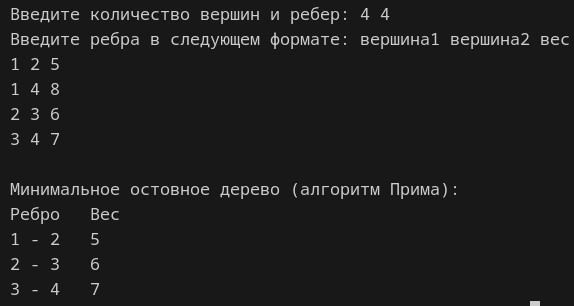 Введите количество вершин и ребер: 4 4
Введите ребра в следующем формате: вершина1 вершина2 вес
1 2 5
1 4 8
2 3 6
3 4 7
Минимальное остовное дерево (алгоритм Прима):
Ребро   Вес
1 - 2   5
2 - 3   6
3 - 4   7